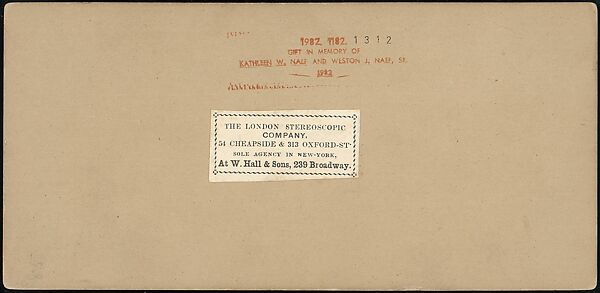 1982. 1182. 1312
GIFT IN MEMORY OF
KATHLEEN W. NAEF AND WESTON J. NAEF, SR.
1982
THE LONDON STEREOSCOPIC
COMPANY,
54 CHEAPSIDE & 313 OXFORD-ST
SOLE AGENCY IN NEW-YORK,
At W. Hall & Sons, 239 Broadway.